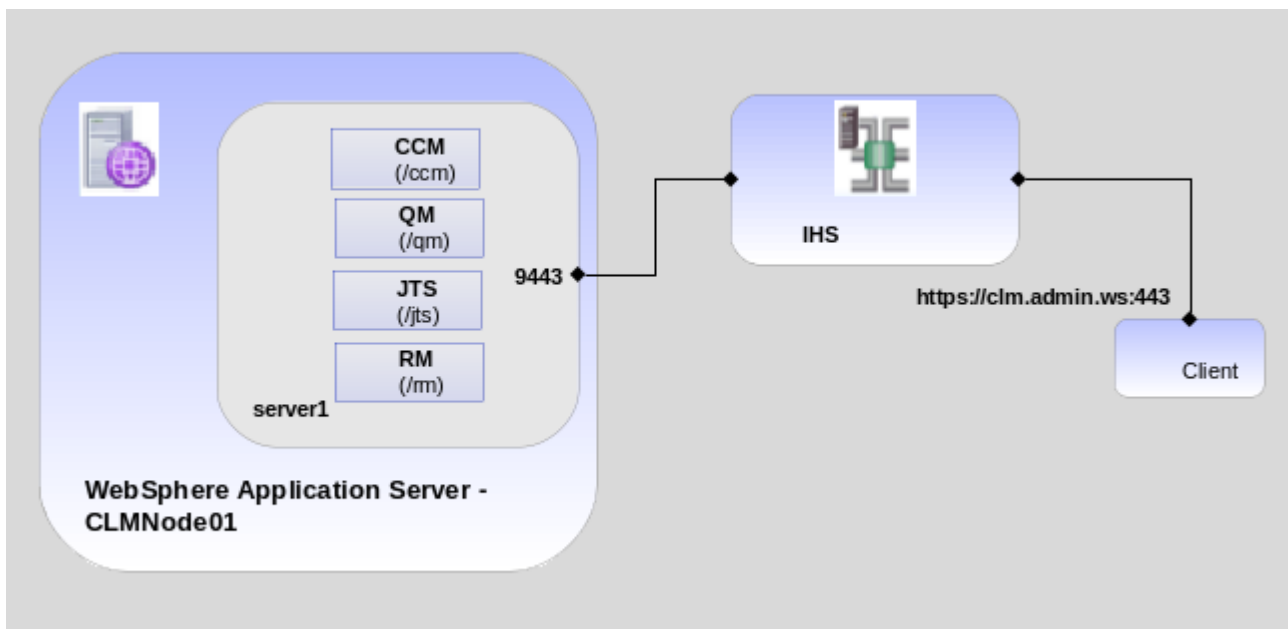 CCM
(/ccm)
QM
(/qm)
JTS
(/jts)
RM
(/rm)
9443
server1
WebSphere Application Server -
CLMNode01
IHS
https://clm.admin.ws:443
Client